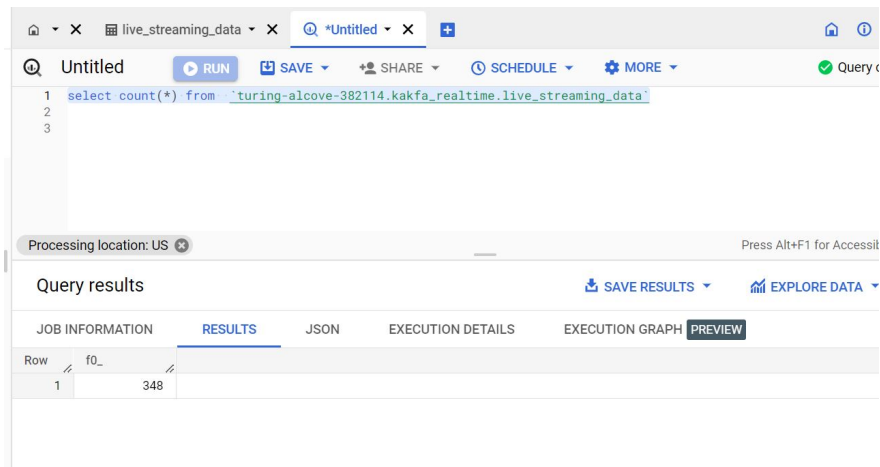 live_streaming_data *Untitled
Untitled RUN SAVE SHARE SCHEDULE MORE Query
1 select count(*) from `turing-alcove-382114.kakfa_realtime.live_streaming_data`
2
3
Processing location: US Press Alt+F1 for
Query results SAVE RESULTS EXPLORE DATA
JOB INFORMATION RESULTS JSON EXECUTION DETAILS EXECUTION GRAPH PREVIEW
Row f0_
1 348